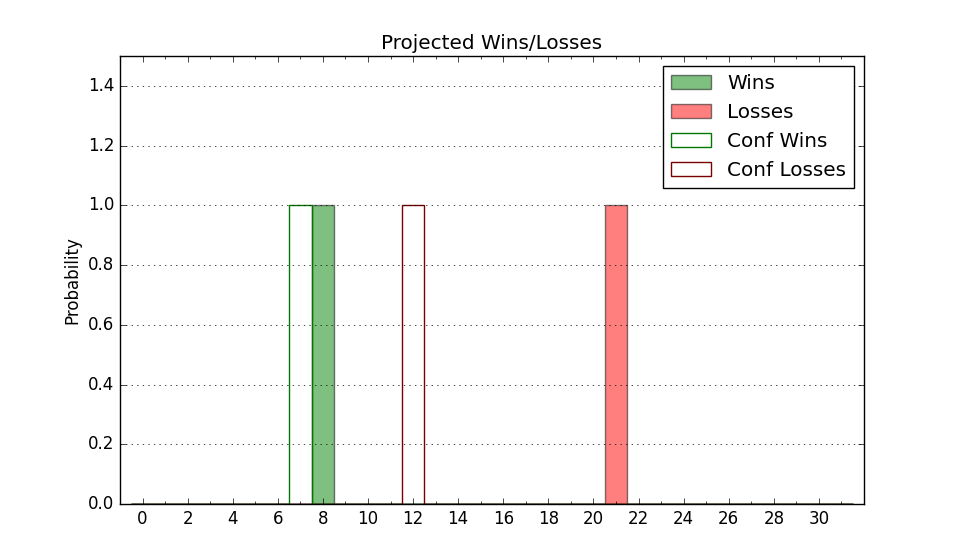 Projected Wins/Losses
1.4
1.2
1.0
0.8
0.6
0.4
0.2
0.0
Probability
Wins
Losses
Conf Wins
Conf Losses
0 2 4 6 8 10 12 14 16 18 20 22 24 26 28 30